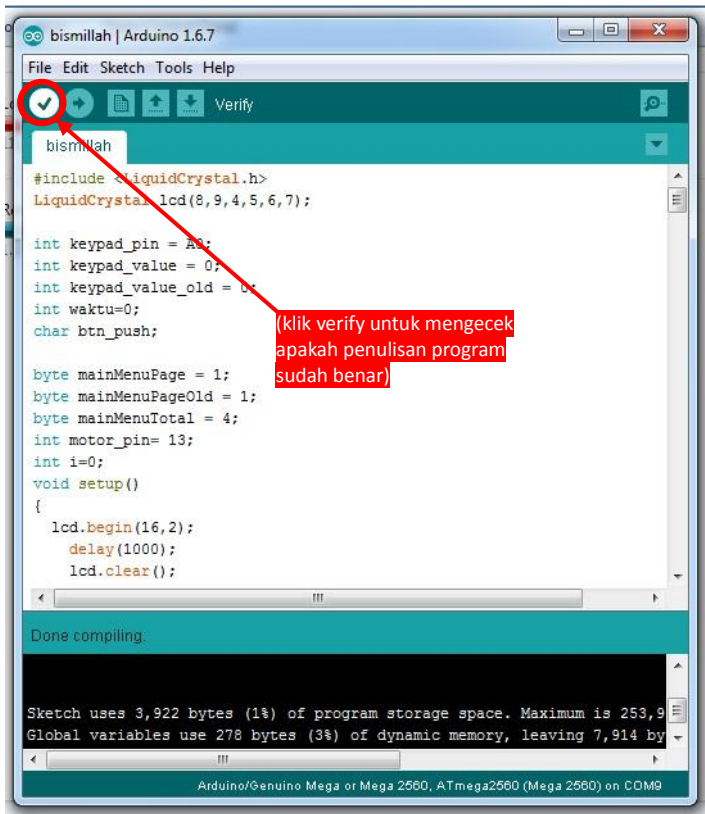 bismillah | Arduino 1.6.7
File Edit Sketch Tools Help
Verify
bismillah
#include <LiquidCrystal.h>
LiquidCrystal lcd(8,9,4,5,6,7);
int keypad_pin = A0;
int keypad_value = 0;
int keypad_value_old = 0;
int waktu=0;
char btn_push;
(klik verify untuk mengecek
apakah penulisan program
sudah benar)
byte mainMenuPage = 1;
byte mainMenuPageOld = 1;
byte mainMenuTotal = 4;
int motor_pin= 13;
int i=0;
void setup()
{
lcd.begin(16,2);
delay(1000);
lcd.clear();
Done compiling.
Sketch uses 3,922 bytes (1%) of program storage space. Maximum is 253,9
Global variables use 278 bytes (3%) of dynamic memory, leaving 7,914 by
Arduino/Genuino Mega or Mega 2560, ATmega2560 (Mega 2560) on COM9